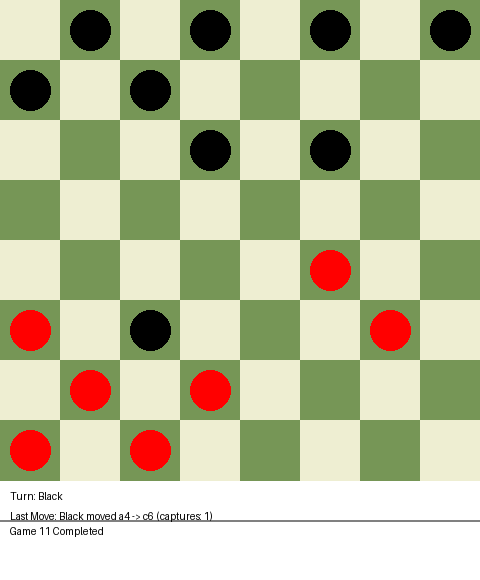 Turn: Black
Last Move: Black moved a4 -> c6 (captures: 1)
Game 11 Completed